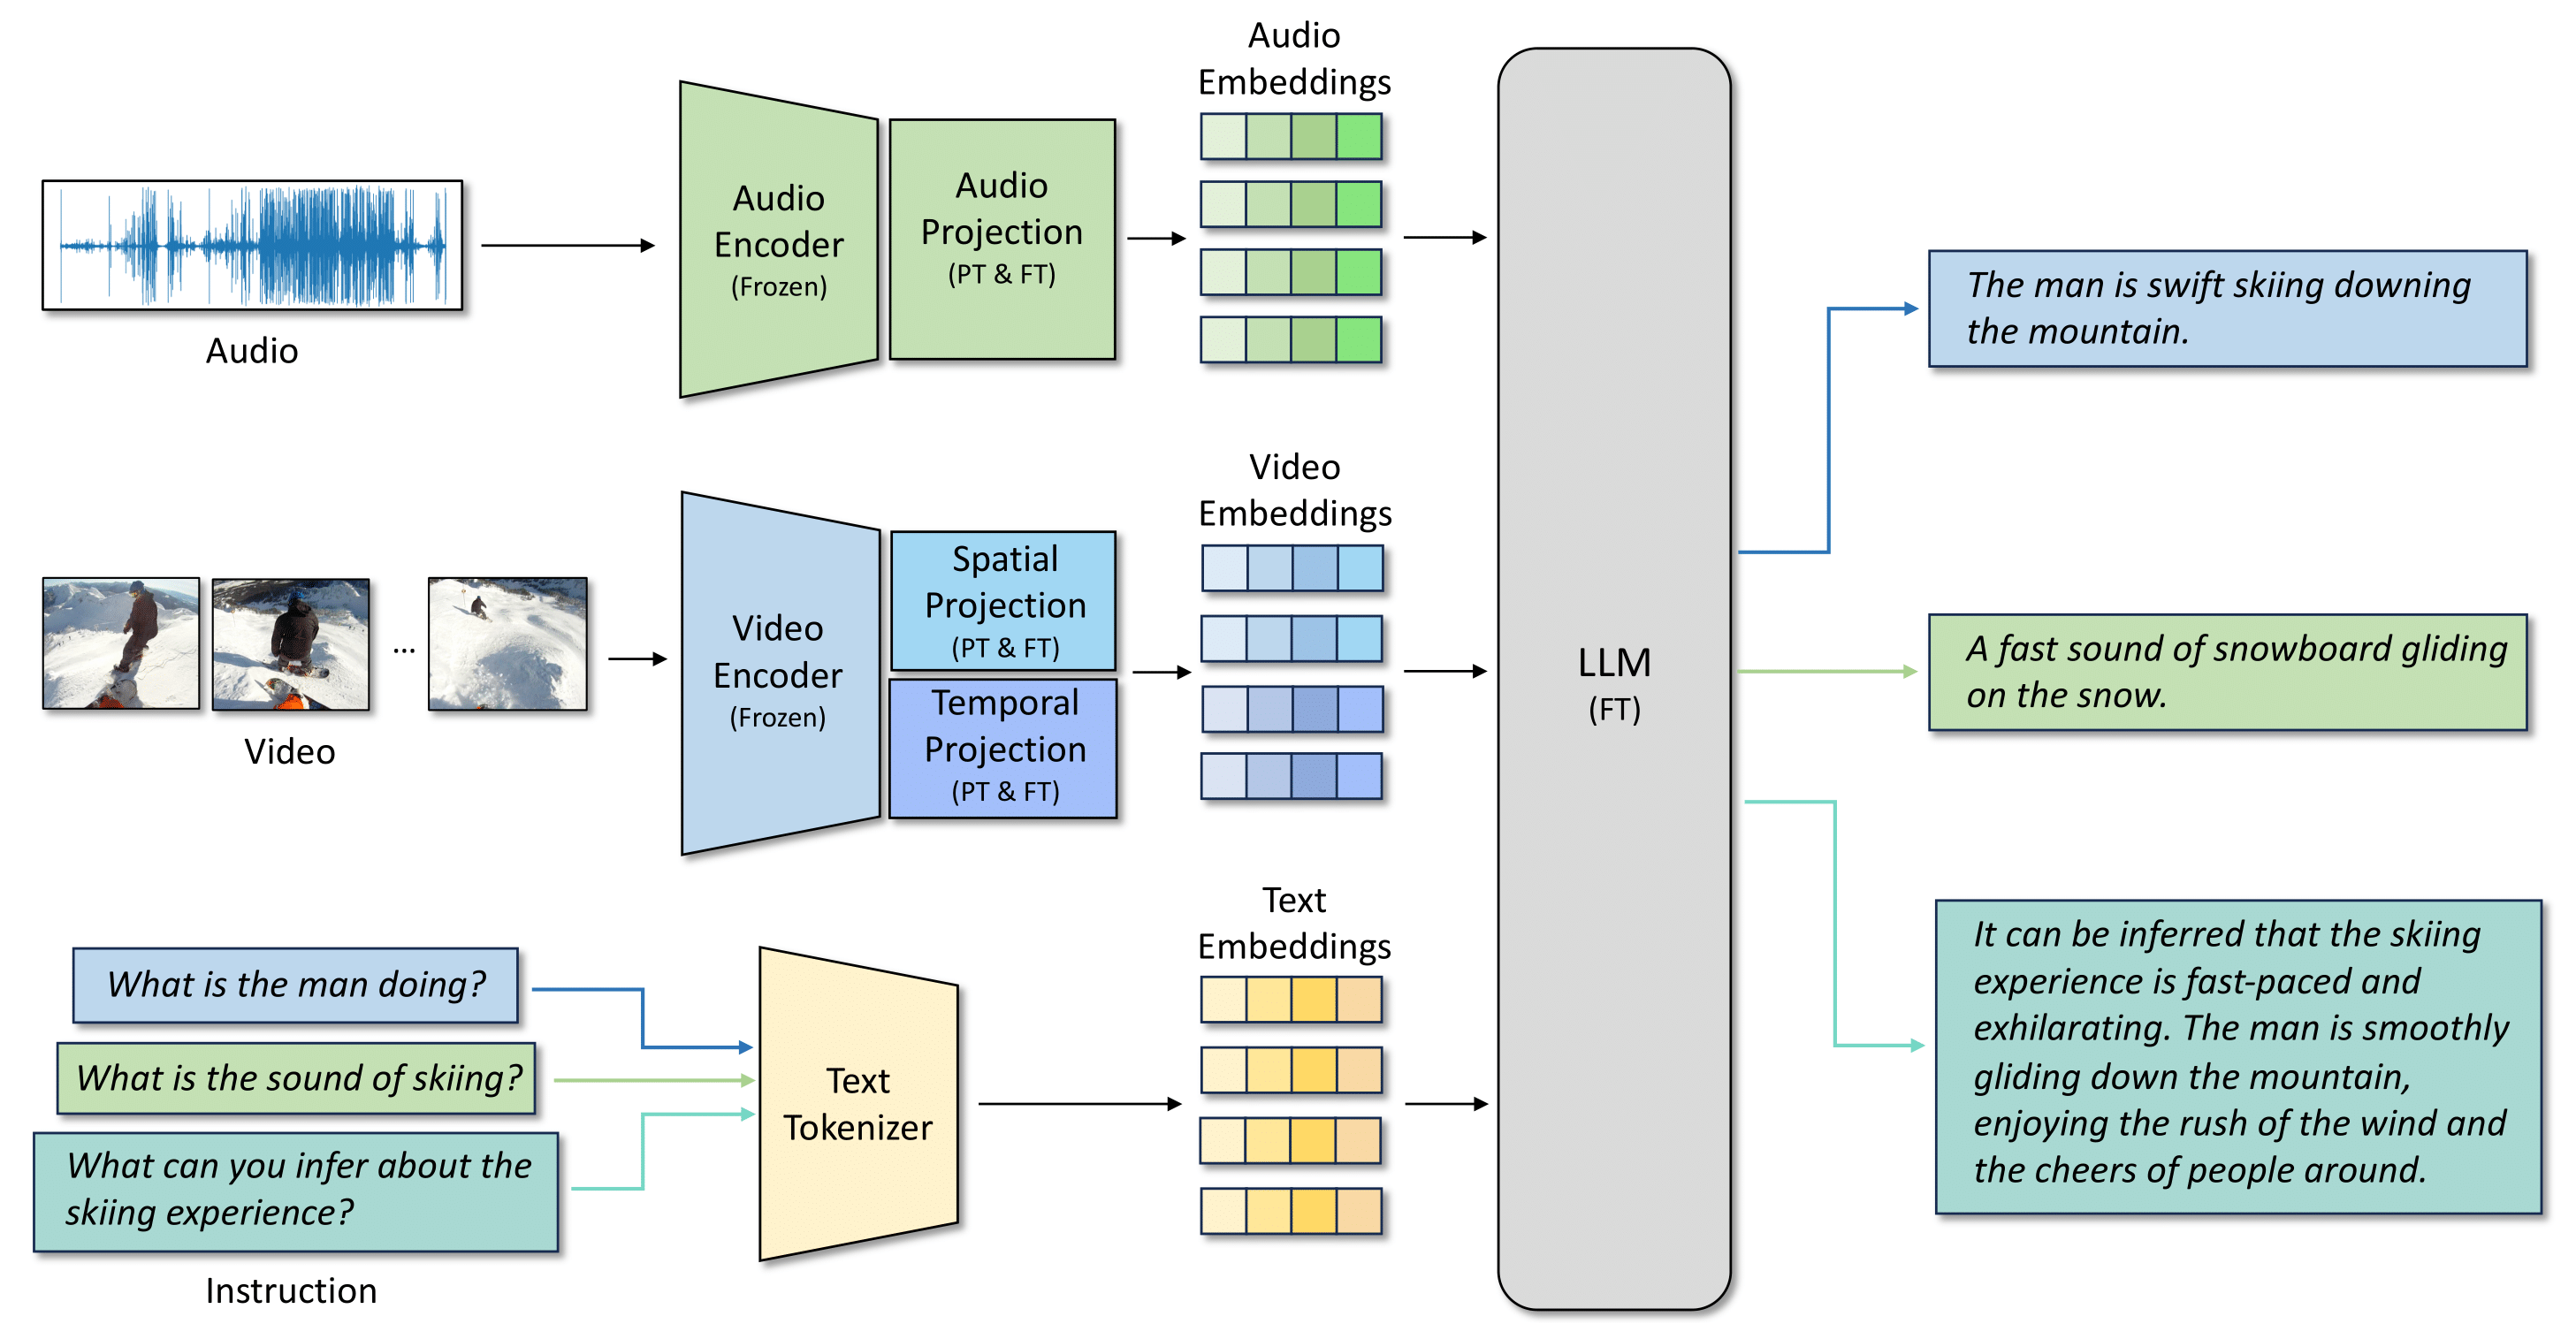 Audio
Audio
Encoder
(Frozen)
Audio
Projection
(PT & FT)
Audio
Embeddings
Video
Video
Encoder
(Frozen)
Spatial
Projection
(PT & FT)
Temporal
Projection
(PT & FT)
Video
Embeddings
...
What is the man doing?
What is the sound of skiing?
What can you infer about the
skiing experience?
Instruction
Text
Tokenizer
Text
Embeddings
LLM
(FT)
The man is swift skiing downing
the mountain.
A fast sound of snowboard gliding
on the snow.
It can be inferred that the skiing
experience is fast-paced and
exhilarating. The man is smoothly
gliding down the mountain,
enjoying the rush of the wind and
the cheers of people around.